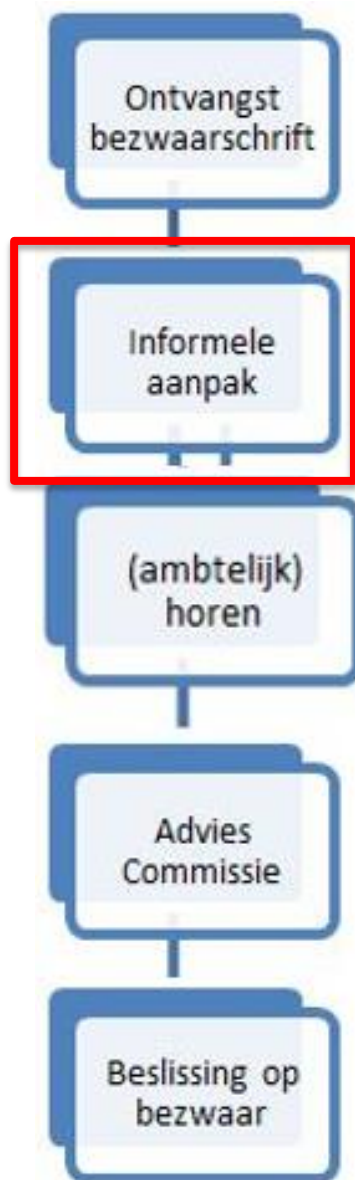 Ontvangst
bezwaarschrift
Informele
aanpak
(ambtelijk)
horen
Advies
Commissie
Beslissing op
bezwaar